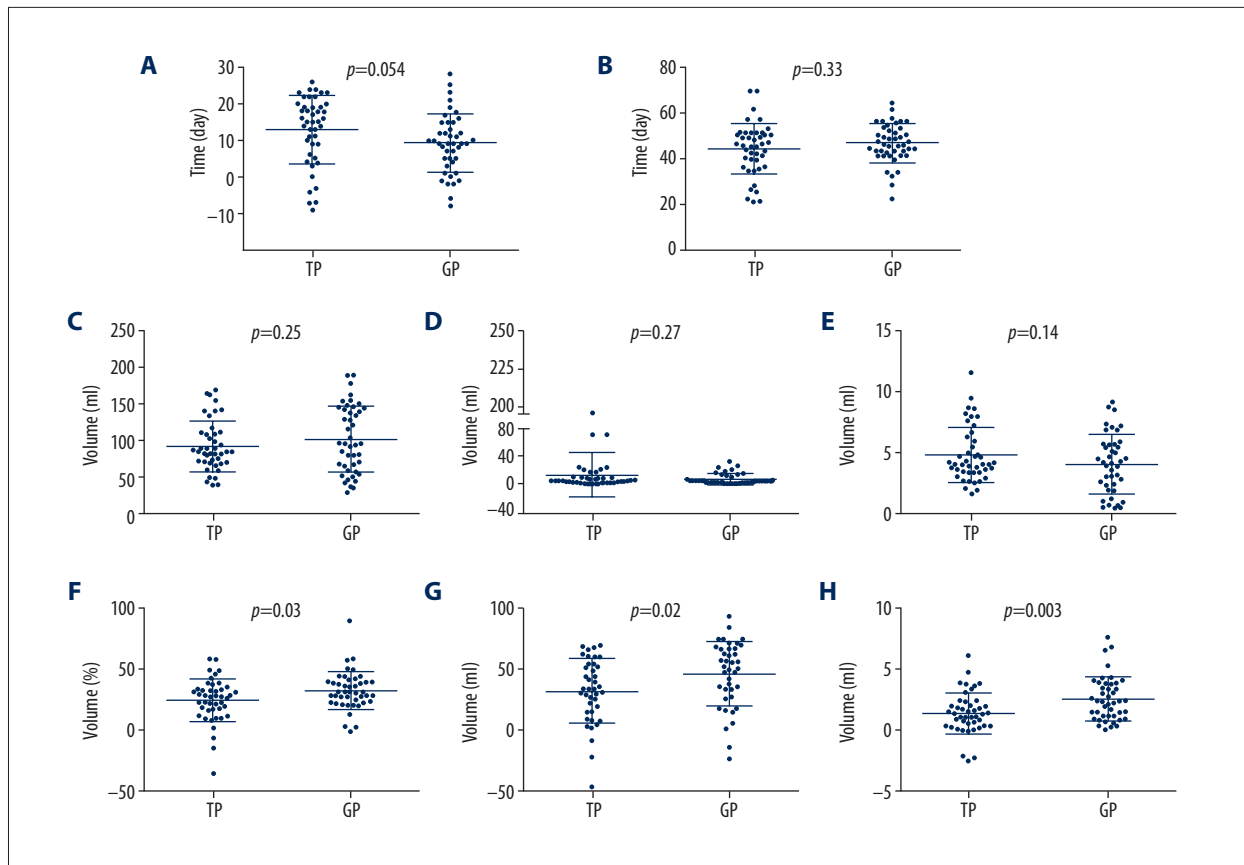 A
p=0.054
Time (day)
30
20
10
0
−10
TP
GP
B
p=0.33
Time (day)
80
60
40
20
0
TP
GP
C
p=0.25
Volume (ml)
250
200
150
100
50
0
TP
GP
D
p=0.27
Volume (ml)
250
225
200
80
40
0
−40
TP
GP
E
p=0.14
Volume (ml)
15
10
5
0
TP
GP
F
p=0.03
Volume (%)
100
50
0
−50
TP
GP
G
p=0.02
Volume (ml)
100
50
0
−50
TP
GP
H
p=0.003
Volume (ml)
10
5
0
−5
TP
GP